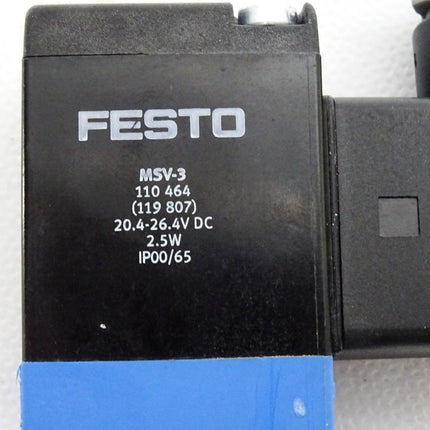 FESTO
MSV-3
110 464
(119 807)
20.4-26.4V DC
2.5W
IP00/65